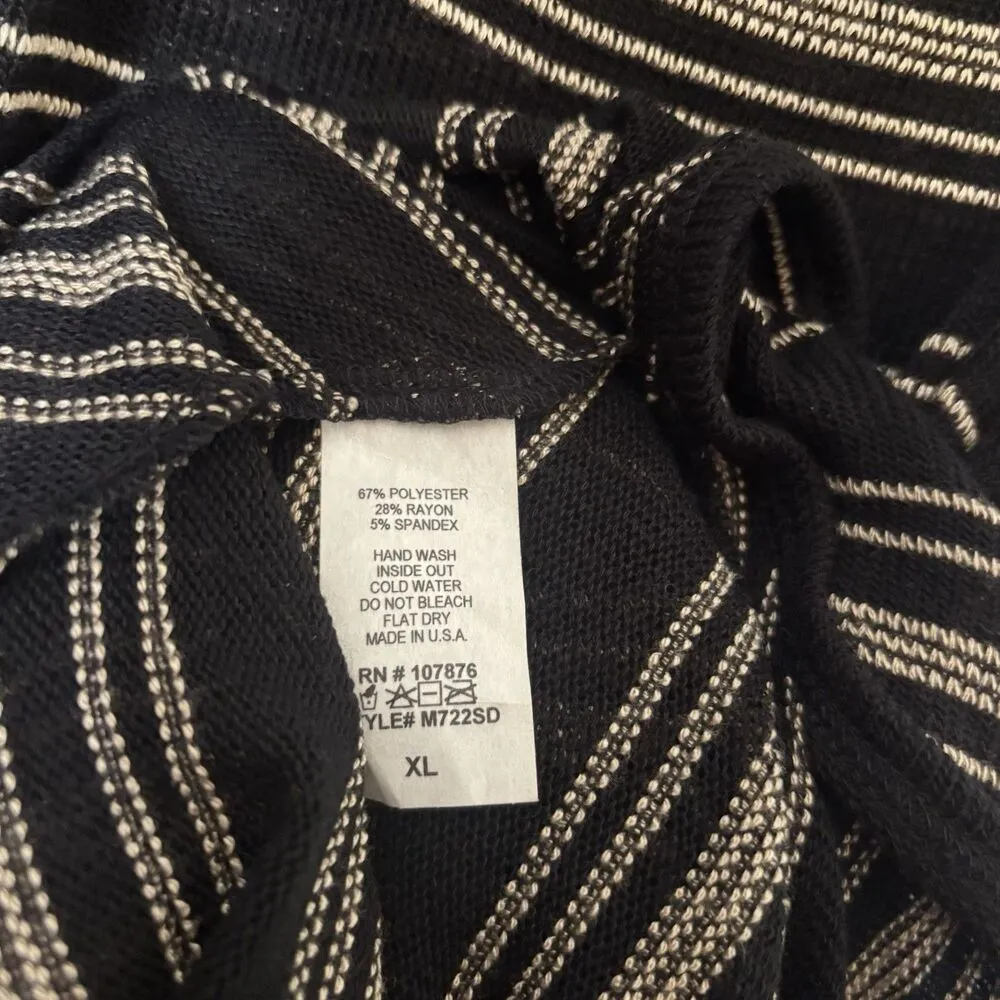 67% POLYESTER
28% RAYON
5% SPANDEX
HAND WASH
INSIDE OUT
COLD WATER
DO NOT BLEACH
FLAT DRY
MADE IN U.S.A.
RN # 107876
YLE# M722SD
XL